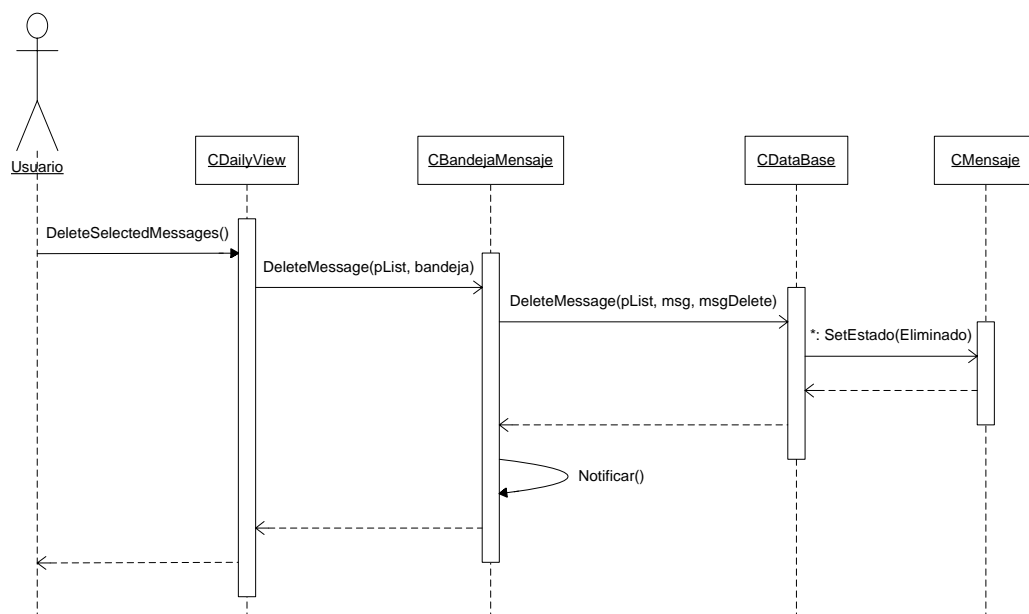 Usuario
CDailyView
CBandejaMensaje
CDataBase
CMensaje
DeleteSelectedMessages()
DeleteMessage(pList, bandeja)
DeleteMessage(pList, msg, msgDelete)
*: SetEstado(Eliminado)
Notificar()